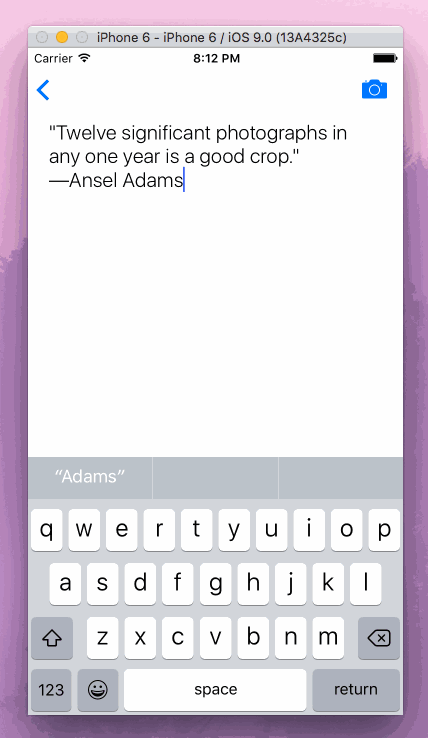 iPhone 6 - iPhone 6 / iOS 9.0 (13A4325c)
Carrier 8:12 PM
"Twelve significant photographs in
any one year is a good crop."
—Ansel Adams
“Adams”
q w e r t y u i o p
a s d f g h j k l
z x c v b n m
123 space return